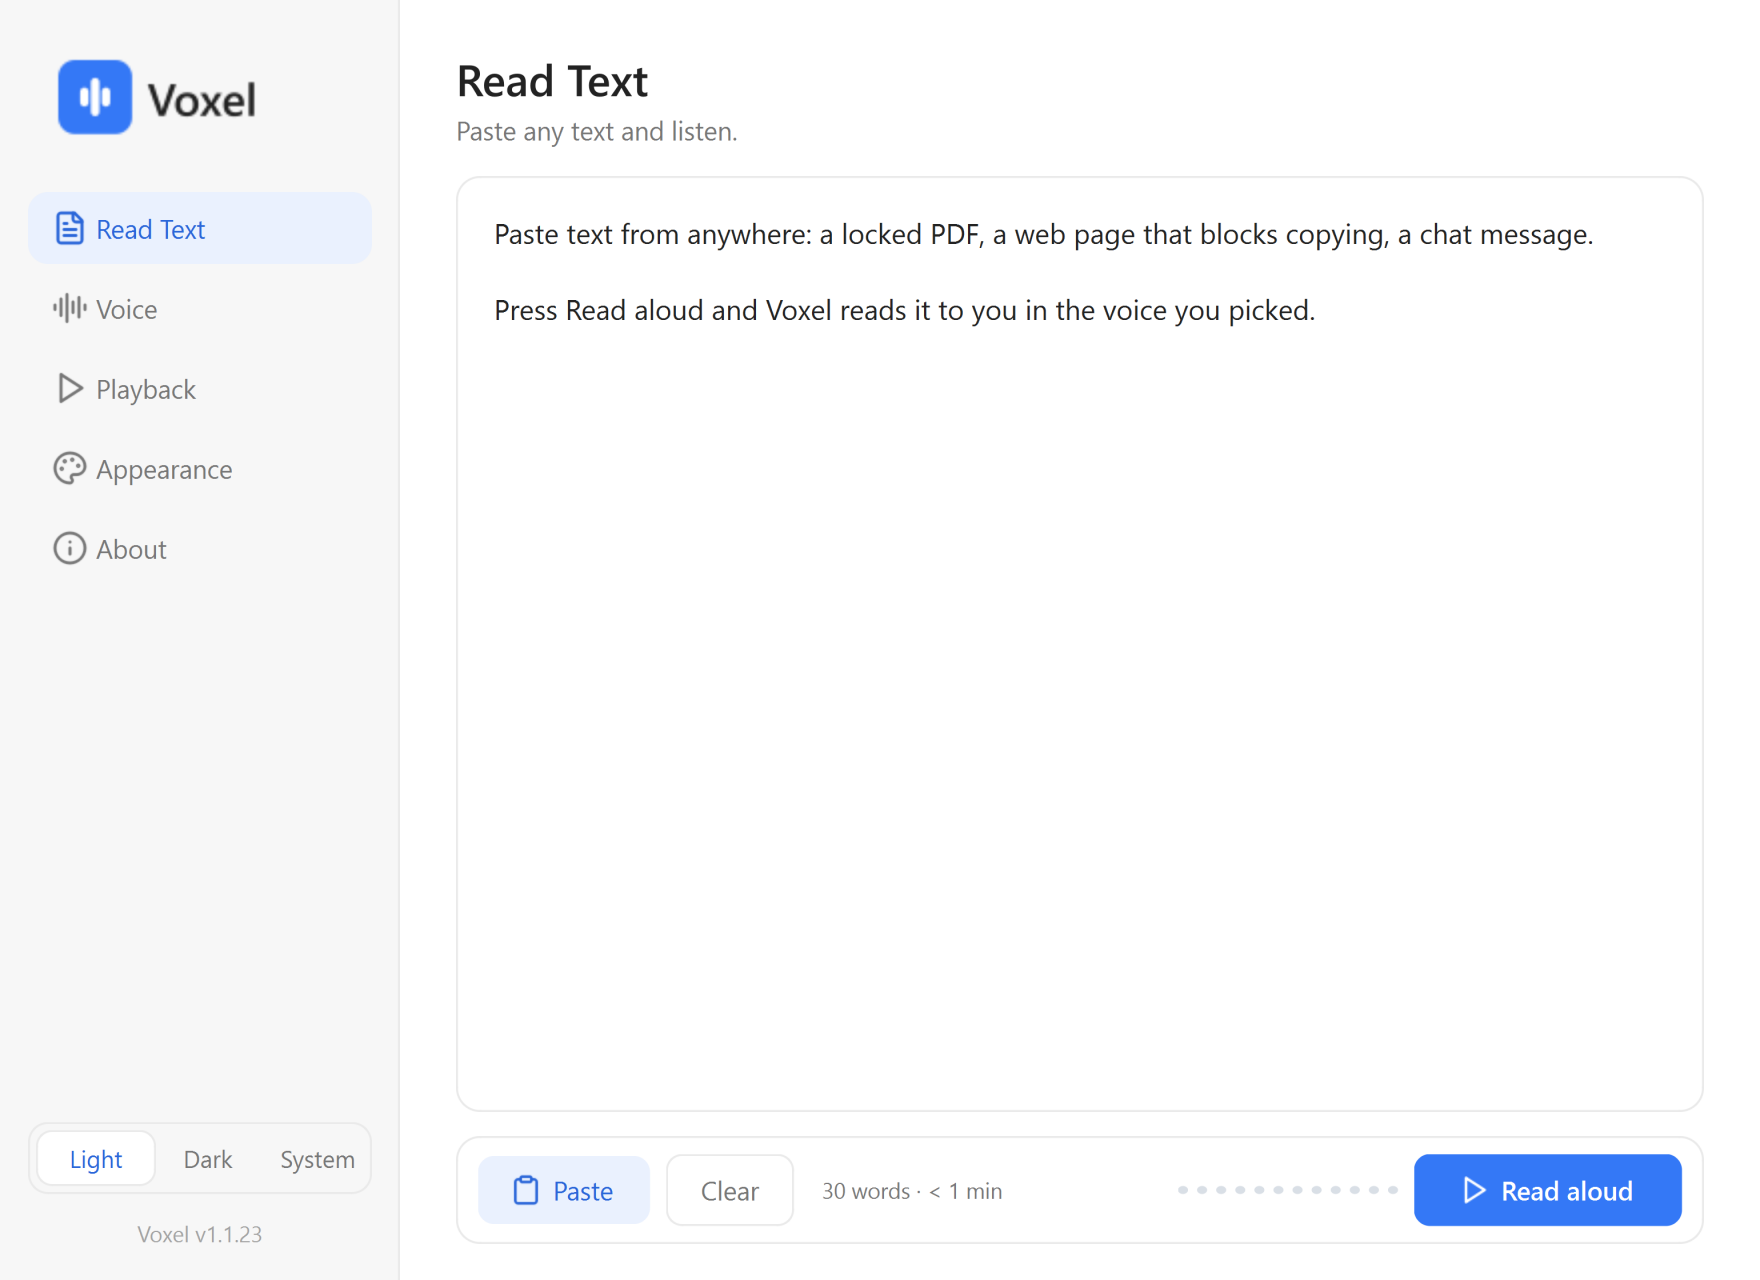 Voxel
Read Text
Voice
Playback
Appearance
About
Light Dark System
Voxel v1.1.23
Read Text
Paste any text and listen.
Paste text from anywhere: a locked PDF, a web page that blocks copying, a chat message.
Press Read aloud and Voxel reads it to you in the voice you picked.
Paste Clear 30 words · < 1 min Read aloud